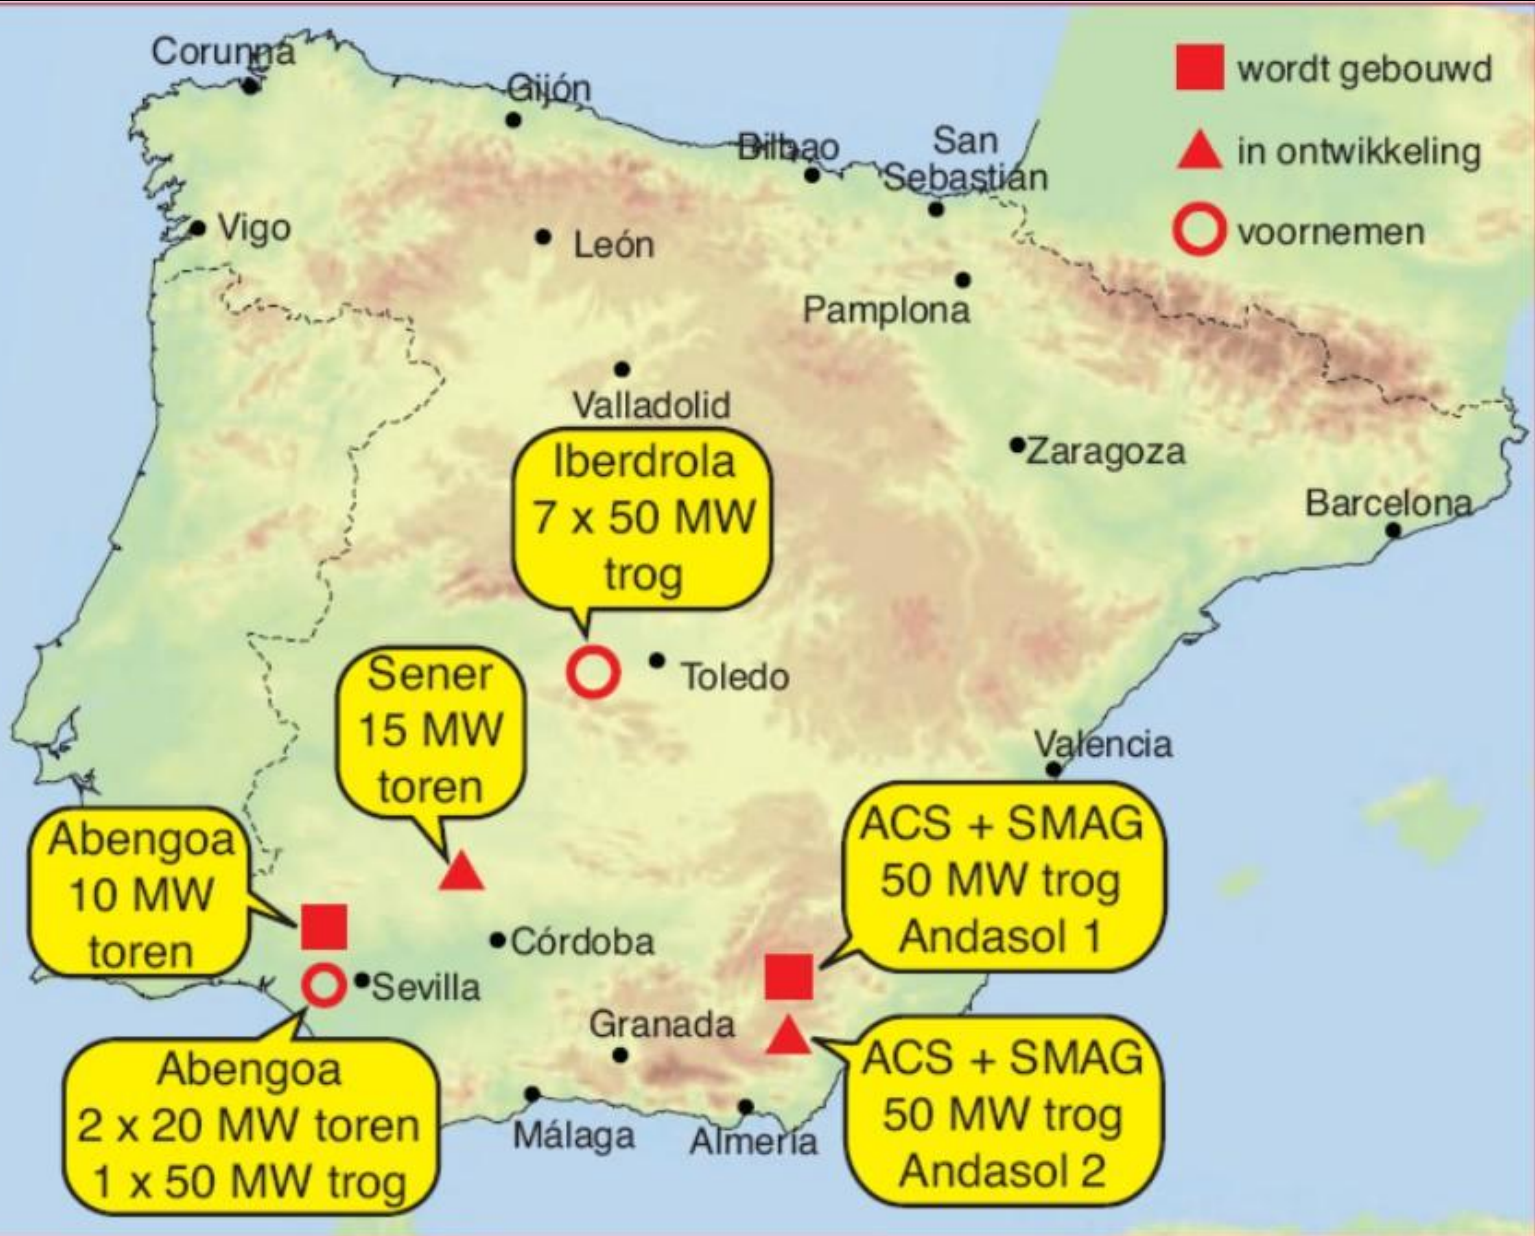 Corunna
Gijón
Bilbao
San
Sebastián
wordt gebouwd
in ontwikkeling
voornemen
Vigo
León
Pamplona
Valladolid
Zaragoza
Barcelona
Iberdrola
7 x 50 MW
trog
Toledo
Sener
15 MW
toren
Valencia
Abengoa
10 MW
toren
ACS + SMAG
50 MW trog
Andasol 1
Córdoba
Sevilla
Granada
Abengoa
2 x 20 MW toren
1 x 50 MW trog
Málaga
Almería
ACS + SMAG
50 MW trog
Andasol 2